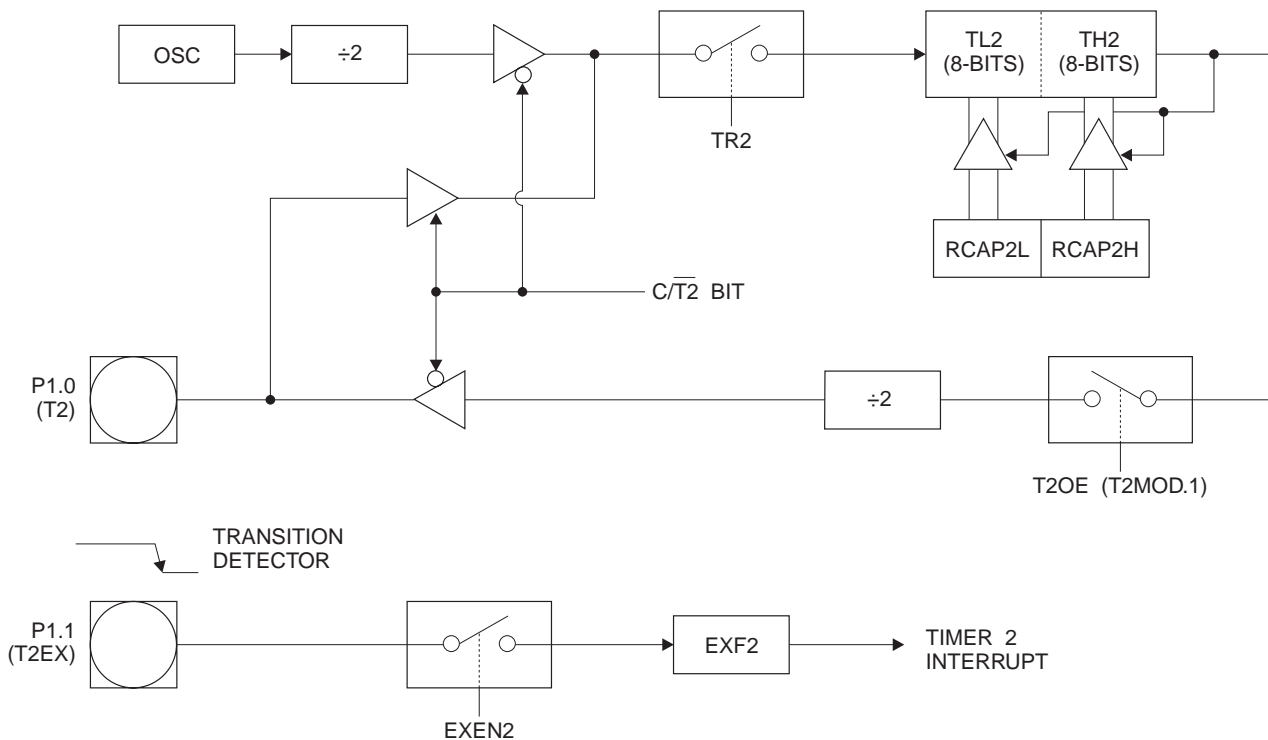 OSC
÷2
TL2
(8-BITS)
TH2
(8-BITS)
TR2
RCAP2L
RCAP2H
C/T2̅ BIT
P1.0
(T2)
÷2
T2OE (T2MOD.1)
TRANSITION
DETECTOR
P1.1
(T2EX)
EXF2
TIMER 2
INTERRUPT
EXEN2